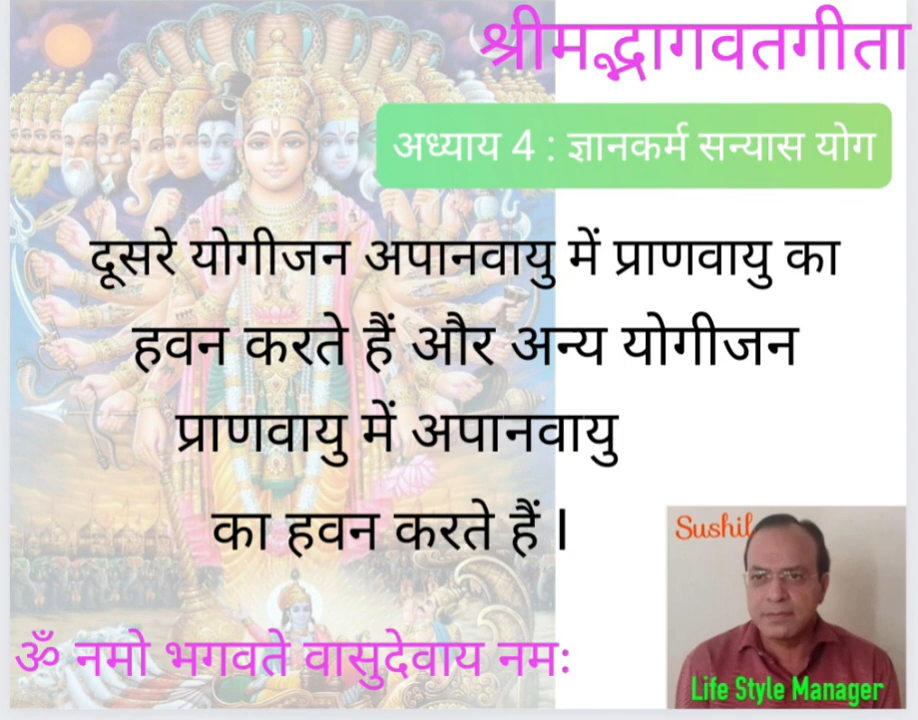 श्रीमद्भागवतगीता
अध्याय 4 : ज्ञानकर्म सन्यास योग
दूसरे योगीजन अपानवायु में प्राणवायु का
हवन करते हैं और अन्य योगीजन
प्राणवायु में अपानवायु
का हवन करते हैं l
Sushil
ॐ नमो भगवते वासुदेवाय नमः
Life Style Manager